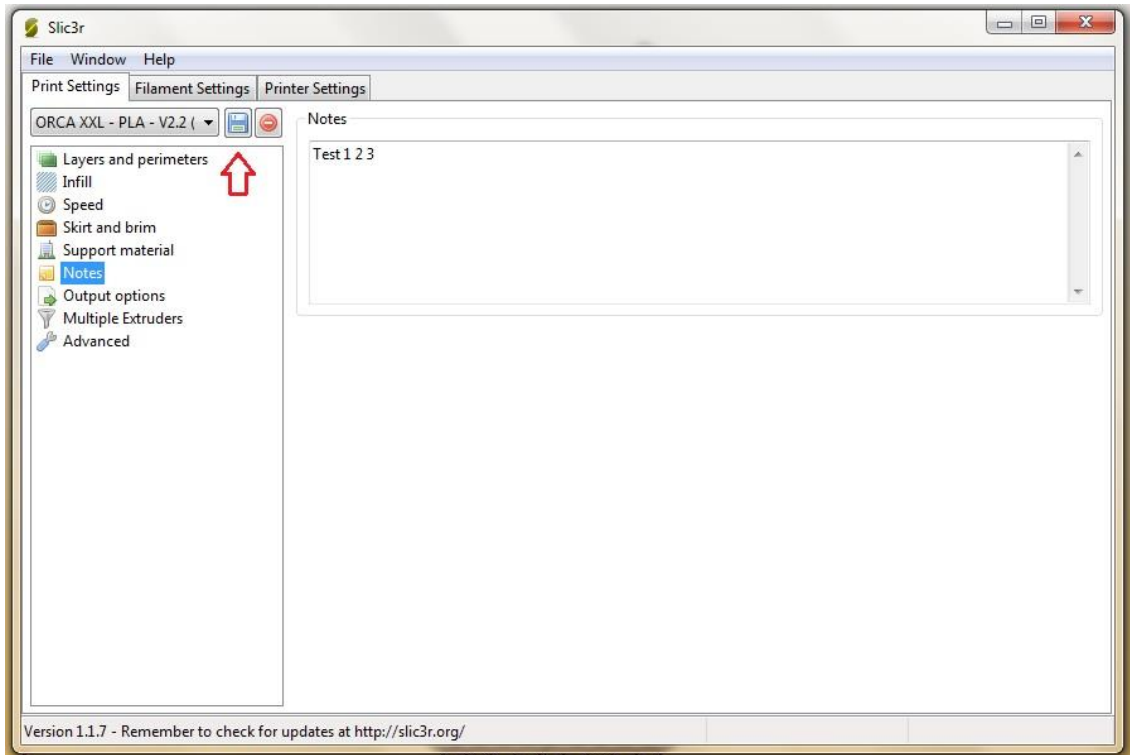 Slic3r
File Window Help
Print Settings Filament Settings Printer Settings
ORCA XXL - PLA - V2.2 (
Notes
Test 1 2 3
Layers and perimeters
Infill
Speed
Skirt and brim
Support material
Notes
Output options
Multiple Extruders
Advanced
Version 1.1.7 - Remember to check for updates at http://slic3r.org/